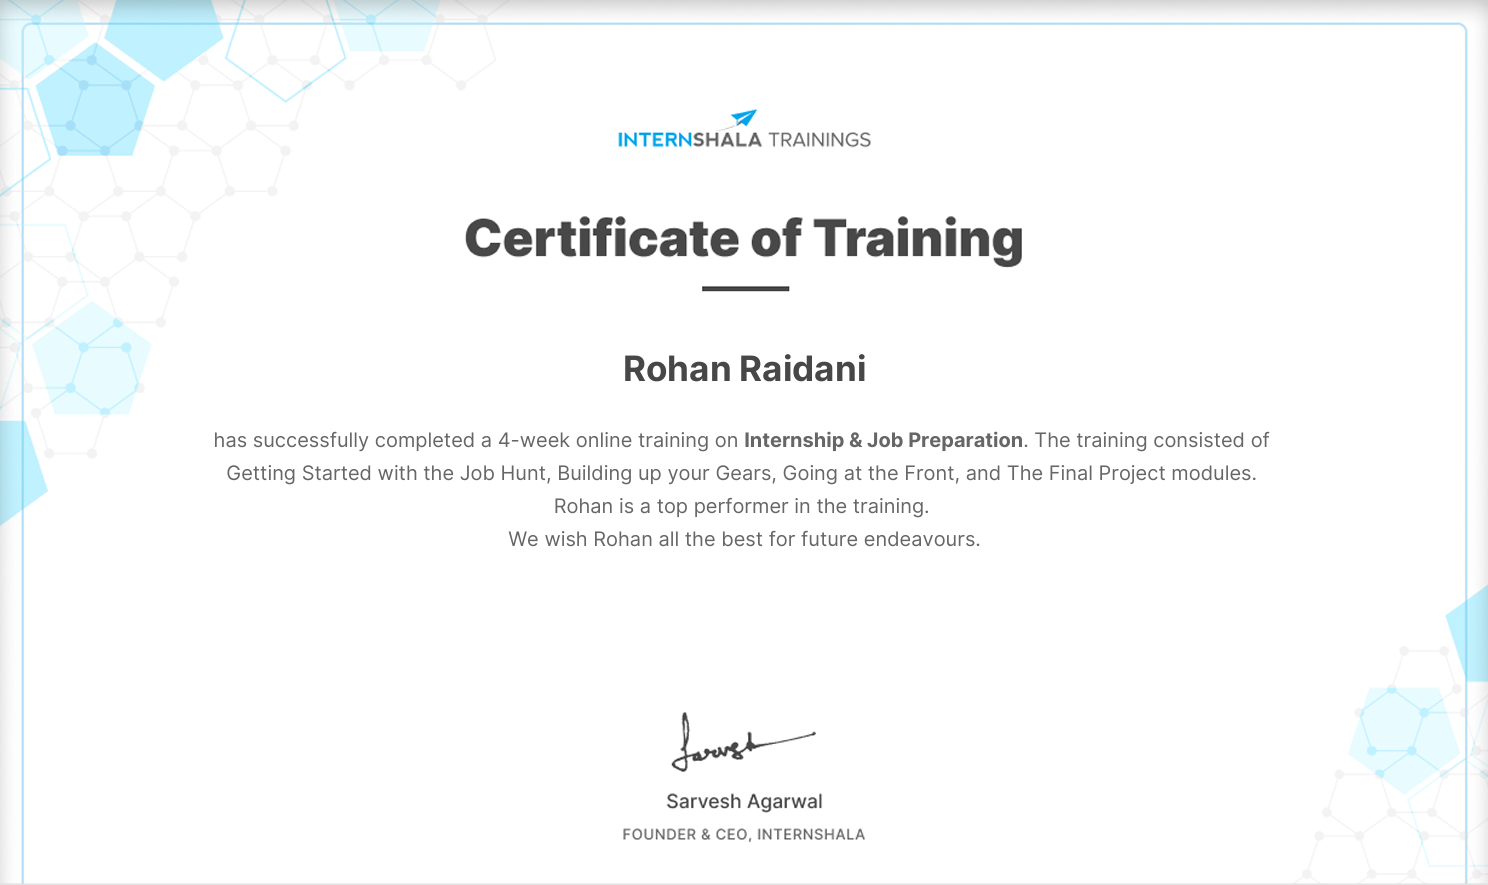 INTERNSHALA TRAININGS
Certificate of Training
Rohan Raidani
has successfully completed a 4-week online training on Internship & Job Preparation. The training consisted of
Getting Started with the Job Hunt, Building up your Gears, Going at the Front, and The Final Project modules.
Rohan is a top performer in the training.
We wish Rohan all the best for future endeavours.
Sarvesh
Sarvesh Agarwal
FOUNDER & CEO, INTERNSHALA